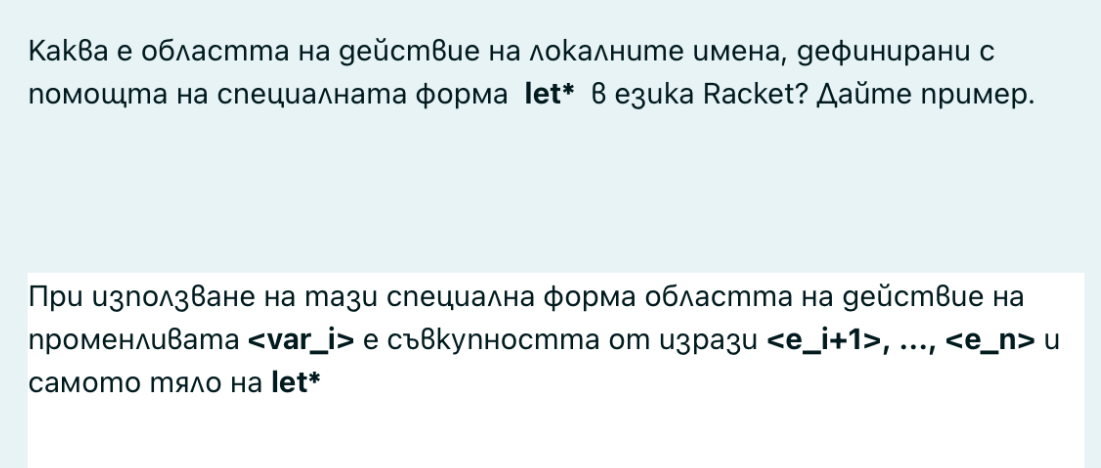 Каква е областта на действие на локалните имена, дефинирани с
помощта на специалната форма let* в езика Racket? Дайте пример.
При използване на тази специална форма областта на действие на
променливата <var_i> е съвкупността от изрази <e_i+1>, ..., <e_n> и
самото тяло на let*